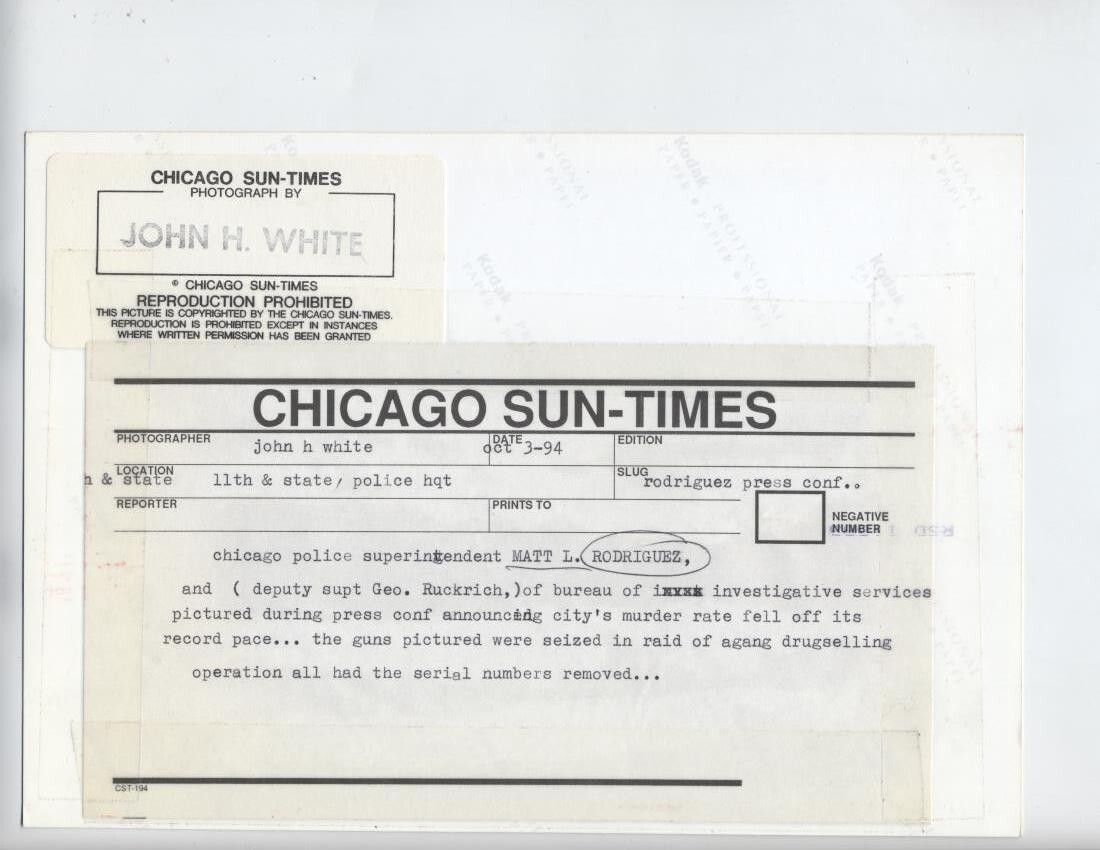 CHICAGO SUN-TIMES
PHOTOGRAPH BY
JOHN H. WHITE
© CHICAGO SUN-TIMES
REPRODUCTION PROHIBITED
THIS PICTURE IS COPYRIGHTED BY THE CHICAGO SUN-TIMES.
REPRODUCTION IS PROHIBITED EXCEPT IN INSTANCES
WHERE WRITTEN PERMISSION HAS BEEN GRANTED
Kodak
PROFESSIONAL
PAPER
CHICAGO SUN-TIMES
PHOTOGRAPHER john h white DATE oct 3-94 EDITION
LOCATION h & state 11th & state, police hqt SLUG rodriguez press conf..
REPORTER PRINTS TO NEGATIVE NUMBER
chicago police superintendent MATT L. RODRIGUEZ,
and ( deputy supt Geo. Ruckrich,)of bureau of investigative services
pictured during press conf announcing city's murder rate fell off its
record pace... the guns pictured were seized in raid of agang drugselling
operation all had the serial numbers removed...
CST-194